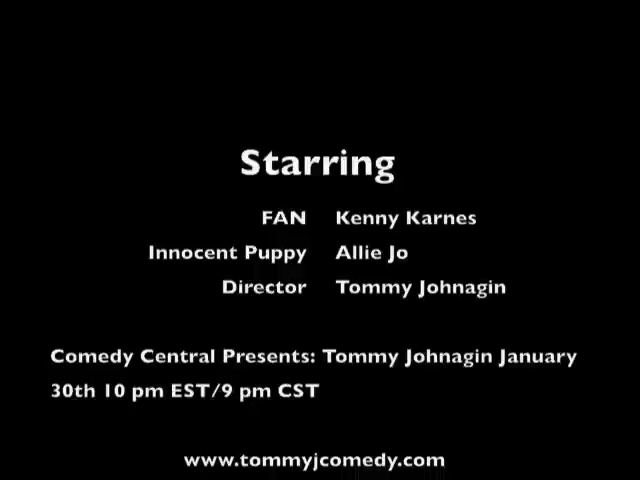 Starring
FAN Kenny Karnes
Innocent Puppy Allie Jo
Director Tommy Johnagin
Comedy Central Presents: Tommy Johnagin January
30th 10 pm EST/9 pm CST
www.tommyjcomedy.com